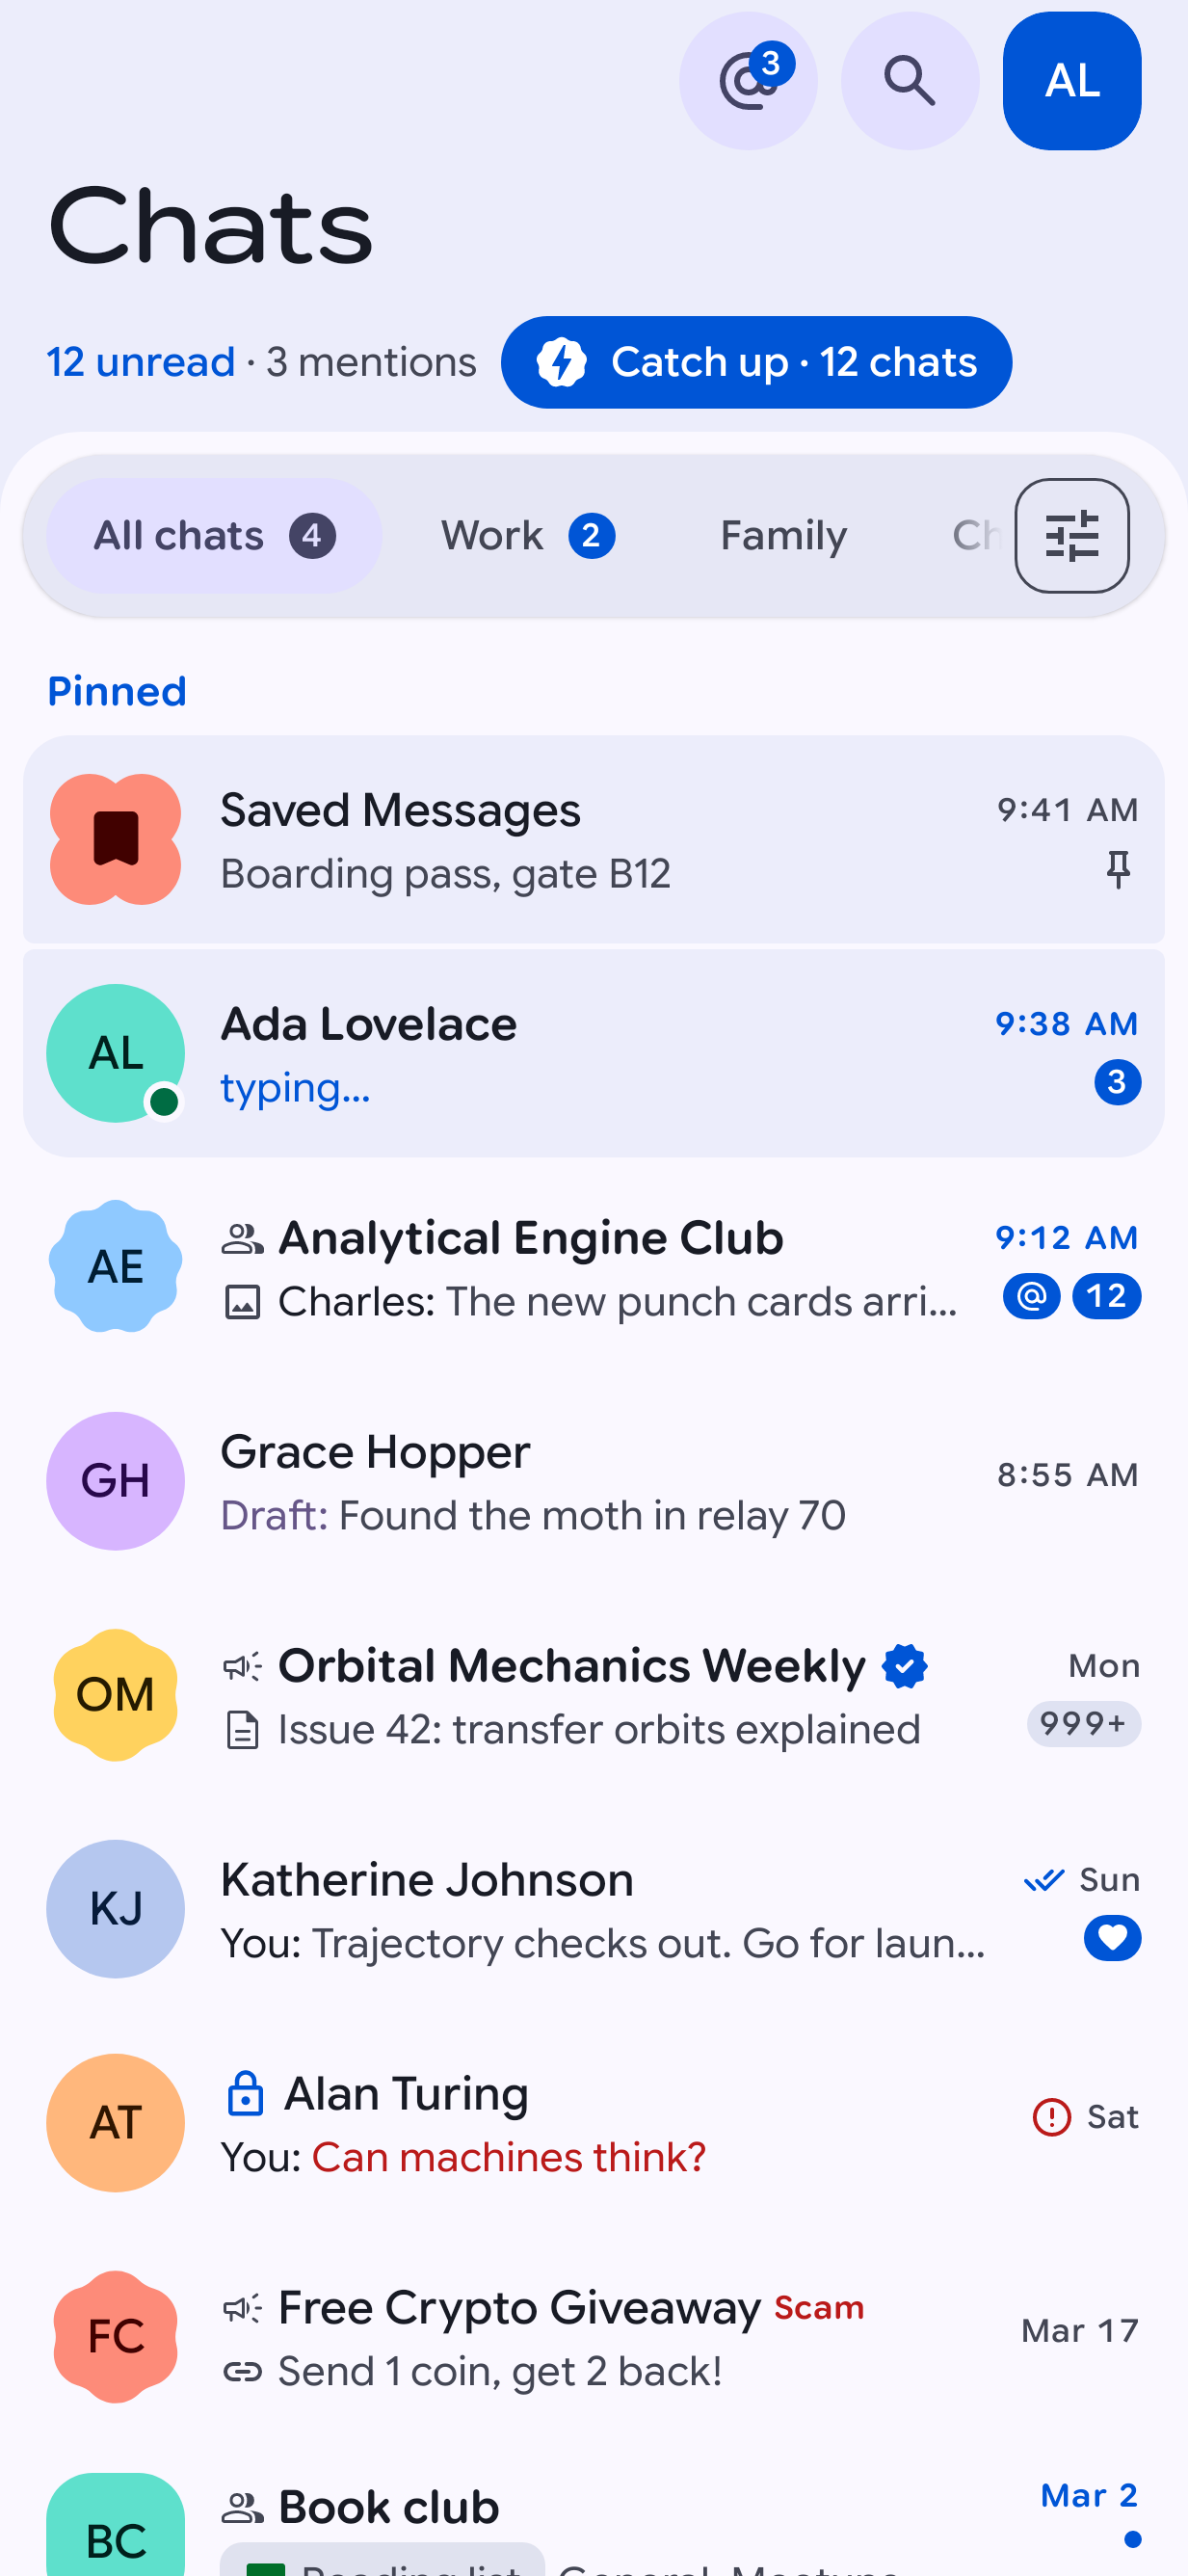 3
AL
Chats
12 unread · 3 mentions
Catch up · 12 chats
All chats 4
Work 2
Family
Ch
Pinned
Saved Messages
9:41 AM
Boarding pass, gate B12
AL
Ada Lovelace
9:38 AM
typing...
3
AE
Analytical Engine Club
9:12 AM
Charles: The new punch cards arri...
@ 12
GH
Grace Hopper
8:55 AM
Draft: Found the moth in relay 70
OM
Orbital Mechanics Weekly
Mon
Issue 42: transfer orbits explained
999+
KJ
Katherine Johnson
Sun
You: Trajectory checks out. Go for laun...
AT
Alan Turing
Sat
You: Can machines think?
FC
Free Crypto Giveaway Scam
Mar 17
Send 1 coin, get 2 back!
BC
Book club
Mar 2